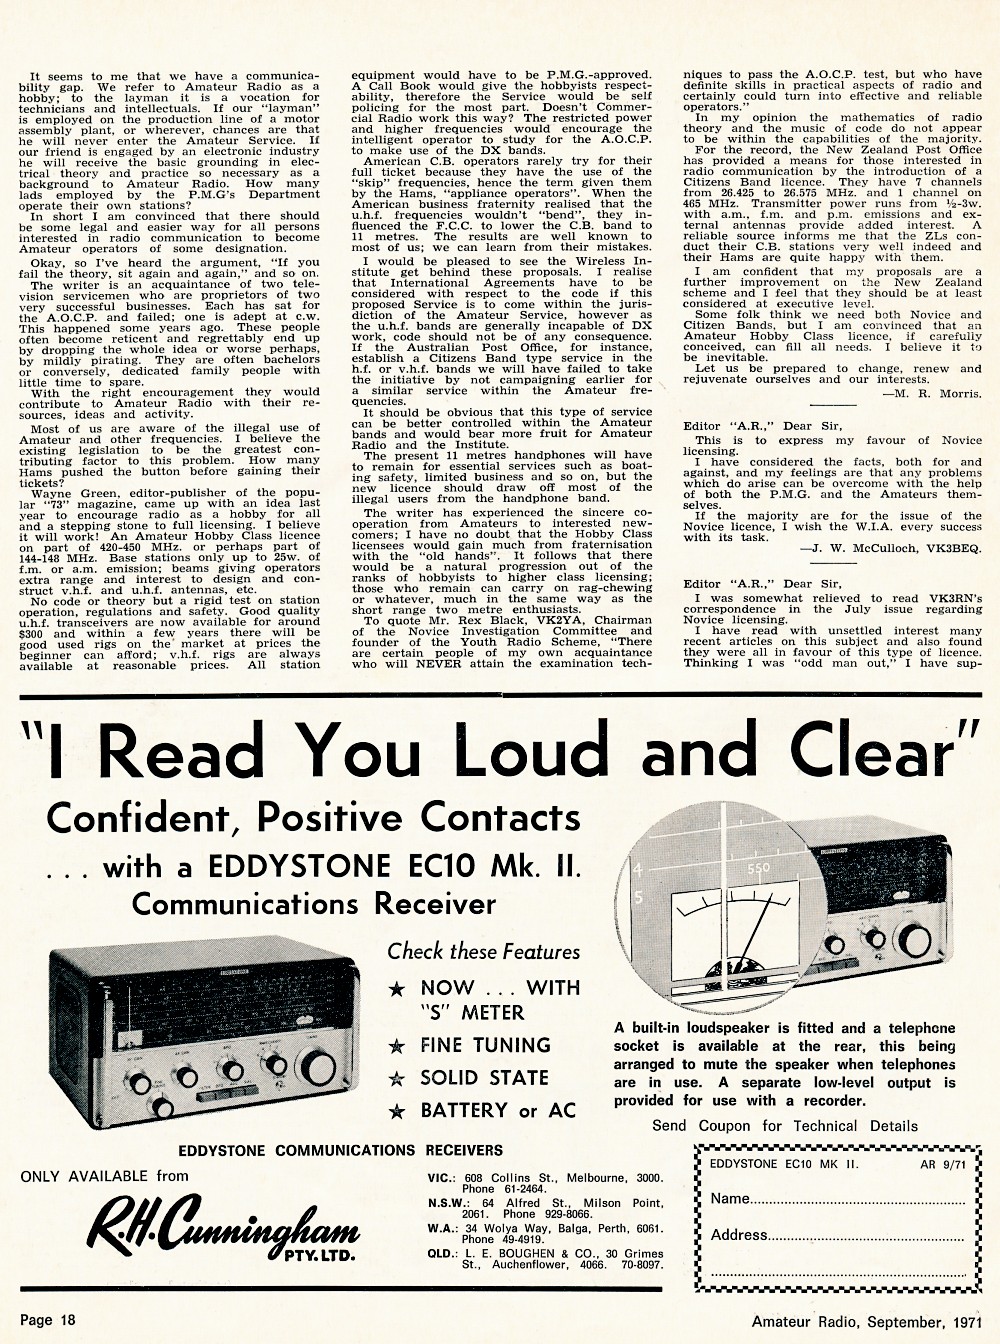 It seems to me that we have a communica-
bility gap. We refer to Amateur Radio as a
hobby; to the layman it is a vocation for
technicians and intellectuals. If our "layman"
is employed on the production line of a motor
assembly plant, or wherever, chances are that
he will never enter the Amateur Service. If
our friend is engaged by an electronic industry
he will receive the basic grounding in elec-
trical theory and practice so necessary as a
background to Amateur Radio. How many
lads employed by the P.M.G's Department
operate their own stations?
In short I am convinced that there should
be some legal and easier way for all persons
interested in radio communication to become
Amateur operators of some designation.
Okay, so I've heard the argument, "If you
fail the theory, sit again and again," and so on.
The writer is an acquaintance of two tele-
vision servicemen who are proprietors of two
very successful businesses. Each has sat for
the A.O.C.P. and failed; one is adept at c.w.
This happened some years ago. These people
often become reticent and regrettably end up
by dropping the whole idea or worse perhaps,
by mildly pirating. They are often bachelors
or conversely, dedicated family people with
little time to spare.
With the right encouragement they would
contribute to Amateur Radio with their re-
sources, ideas and activity.
Most of us are aware of the illegal use of
Amateur and other frequencies. I believe the
existing legislation to be the greatest con-
tributing factor to this problem. How many
Hams pushed the button before gaining their
tickets?
Wayne Green, editor-publisher of the popu-
lar "73" magazine, came up with an idea last
year to encourage radio as a hobby for all
and a stepping stone to full licensing. I believe
it will work! An Amateur Hobby Class licence
on part of 420-450 MHz. or perhaps part of
144-148 MHz. Base stations only up to 25w. of
f.m. or a.m. emission; beams giving operators
extra range and interest to design and con-
struct v.h.f. and u.h.f. antennas, etc.
No code or theory but a rigid test on station
operation, regulations and safety. Good quality
u.h.f. transceivers are now available for around
$300 and within a few years there will be
good used rigs on the market at prices the
beginner can afford; v.h.f. rigs are always
available at reasonable prices. All station
equipment would have to be P.M.G.-approved.
A Call Book would give the hobbyists respect-
ability, therefore the Service would be self
policing for the most part. Doesn't Commer-
cial Radio work this way? The restricted power
and higher frequencies would encourage the
intelligent operator to study for the A.O.C.P.
to make use of the DX bands.
American C.B. operators rarely try for their
full ticket because they have the use of the
"skip" frequencies, hence the term given them
by the Hams, "appliance operators". When the
American business fraternity realised that the
u.h.f. frequencies wouldn't "bend", they in-
fluenced the F.C.C. to lower the C.B. band to
11 metres. The results are well known to
most of us; we can learn from their mistakes.
I would be pleased to see the Wireless In-
stitute get behind these proposals. I realise
that International Agreements have to be
considered with respect to the code if this
proposed Service is to come within the juris-
diction of the Amateur Service, however as
the u.h.f. bands are generally incapable of DX
work, code should not be of any consequence.
If the Australian Post Office, for instance,
establish a Citizens Band type service in the
h.f. or v.h.f. bands we will have failed to take
the initiative by not campaigning earlier for
a similar service within the Amateur fre-
quencies.
It should be obvious that this type of service
can be better controlled within the Amateur
bands and would bear more fruit for Amateur
Radio and the Institute.
The present 11 metres handphones will have
to remain for essential services such as boat-
ing safety, limited business and so on, but the
new licence should draw off most of the
illegal users from the handphone band.
The writer has experienced the sincere co-
operation from Amateurs to interested new-
comers; I have no doubt that the Hobby Class
licensees would gain much from fraternisation
with the "old hands". It follows that there
would be a natural progression out of the
ranks of hobbyists to higher class licensing;
those who remain can carry on rag-chewing
or whatever, much in the same way as the
short range two metre enthusiasts.
To quote Mr. Rex Black, VK2YA, Chairman
of the Novice Investigation Committee and
founder of the Youth Radio Scheme, "There
are certain people of my own acquaintance
who will NEVER attain the examination tech-
niques to pass the A.O.C.P. test, but who have
definite skills in practical aspects of radio and
certainly could turn into effective and reliable
operators."
In my opinion the mathematics of radio
theory and the music of code do not appear
to be within the capabilities of the majority.
For the record, the New Zealand Post Office
has provided a means for those interested in
radio communication by the introduction of a
Citizens Band licence. They have 7 channels
from 26.425 to 26.575 MHz. and 1 channel on
465 MHz. Transmitter power runs from ½-3w.
with a.m., f.m. and p.m. emissions and ex-
ternal antennas provide added interest. A
reliable source informs me that the ZLs con-
duct their C.B. stations very well indeed and
their Hams are quite happy with them.
I am confident that my proposals are a
further improvement on the New Zealand
scheme and I feel that they should be at least
considered at executive level.
Some folk think we need both Novice and
Citizen Bands, but I am convinced that an
Amateur Hobby Class licence, if carefully
conceived, can fill all needs. I believe it to
be inevitable.
Let us be prepared to change, renew and
rejuvenate ourselves and our interests.
—M. R. Morris.
Editor "A.R.," Dear Sir,
This is to express my favour of Novice
licensing.
I have considered the facts, both for and
against, and my feelings are that any problems
which do arise can be overcome with the help
of both the P.M.G. and the Amateurs them-
selves.
If the majority are for the issue of the
Novice licence, I wish the W.I.A. every success
with its task.
—J. W. McCulloch, VK3BEQ.
Editor "A.R.," Dear Sir,
I was somewhat relieved to read VK3RN's
correspondence in the July issue regarding
Novice licensing.
I have read with unsettled interest many
recent articles on this subject and also found
they were all in favour of this type of licence.
Thinking I was "odd man out," I have sup-
"I Read You Loud and Clear"
Confident, Positive Contacts
. . . with a EDDYSTONE EC10 Mk. II.
Communications Receiver
4
550
5
Check these Features
★ NOW . . . WITH
"S" METER
★ FINE TUNING
★ SOLID STATE
★ BATTERY or AC
A built-in loudspeaker is fitted and a telephone
socket is available at the rear, this being
arranged to mute the speaker when telephones
are in use. A separate low-level output is
provided for use with a recorder.
Send Coupon for Technical Details
EDDYSTONE COMMUNICATIONS RECEIVERS
ONLY AVAILABLE from
R.H. Cunningham
PTY. LTD.
VIC.: 608 Collins St., Melbourne, 3000.
Phone 61-2464.
N.S.W.: 64 Alfred St., Milson Point,
2061. Phone 929-8066.
W.A.: 34 Wolya Way, Balga, Perth, 6061.
Phone 49-4919.
QLD.: L. E. BOUGHEN & CO., 30 Grimes
St., Auchenflower, 4066. 70-8097.
EDDYSTONE EC10 MK II. AR 9/71
Name
Address
Page 18
Amateur Radio, September, 1971